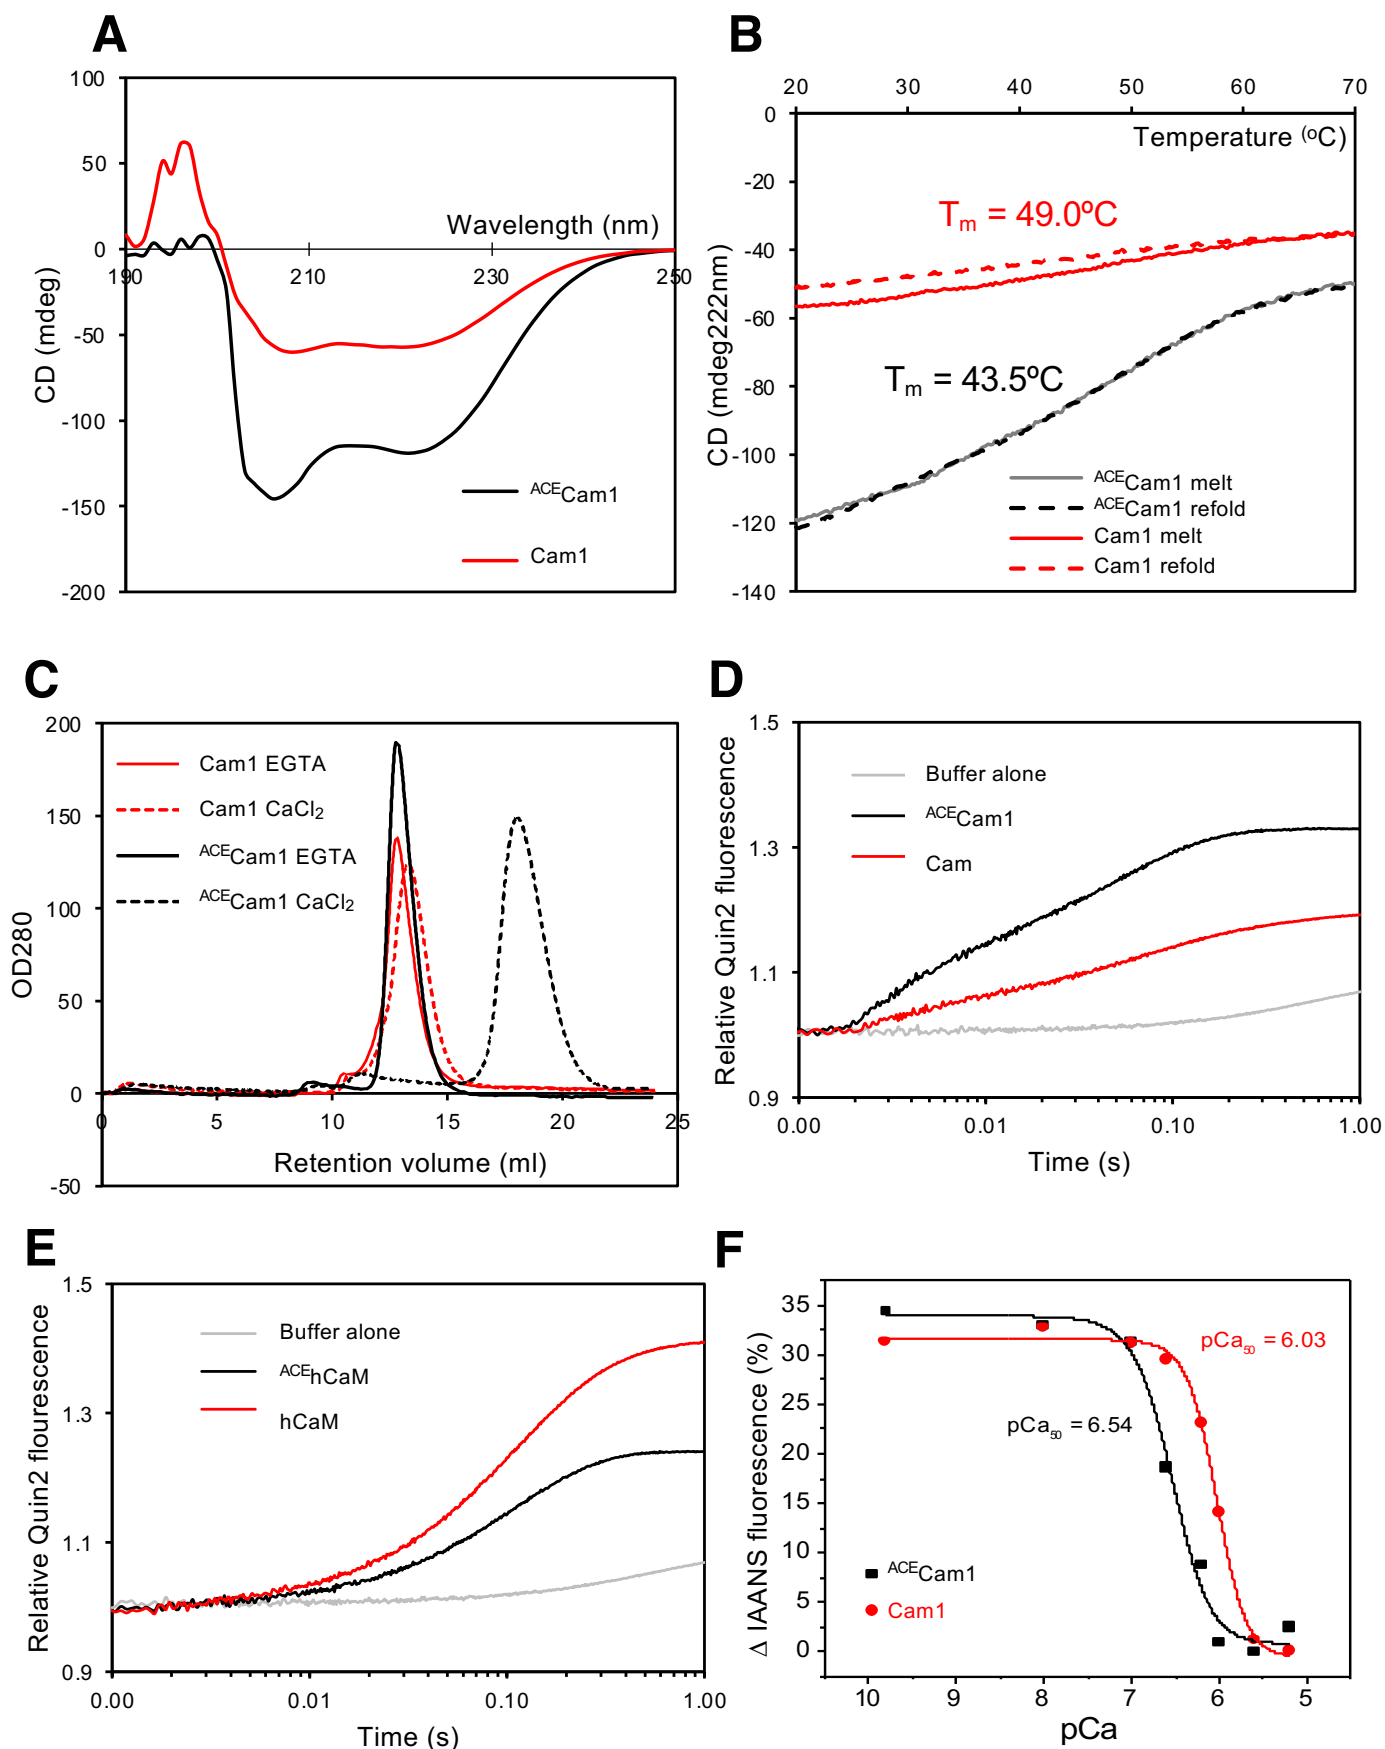 A
100
50
0
-50
-100
-150
-200
CD (mdeg)
Wavelength (nm)
190
210
230
250
ACECam1
Cam1
B
20
30
40
50
60
70
Temperature (oC)
0
-20
-40
-60
-80
-100
-120
-140
CD (mdeg222nm)
Tm = 49.0ºC
Tm = 43.5ºC
ACECam1 melt
ACECam1 refold
Cam1 melt
Cam1 refold
C
200
150
100
50
0
-50
OD280
Cam1 EGTA
Cam1 CaCl2
ACECam1 EGTA
ACECam1 CaCl2
0
5
10
15
20
25
Retention volume (ml)
D
1.5
1.3
1.1
0.9
Relative Quin2 fluorescence
Buffer alone
ACECam1
Cam
0.00
0.01
0.10
1.00
Time (s)
E
1.5
1.3
1.1
0.9
Relative Quin2 flourescence
Buffer alone
ACEhCaM
hCaM
0.00
0.01
0.10
1.00
Time (s)
F
35
30
25
20
15
10
5
0
Δ IAANS fluorescence (%)
pCa50 = 6.03
pCa50 = 6.54
ACECam1
Cam1
10
9
8
7
6
5
pCa